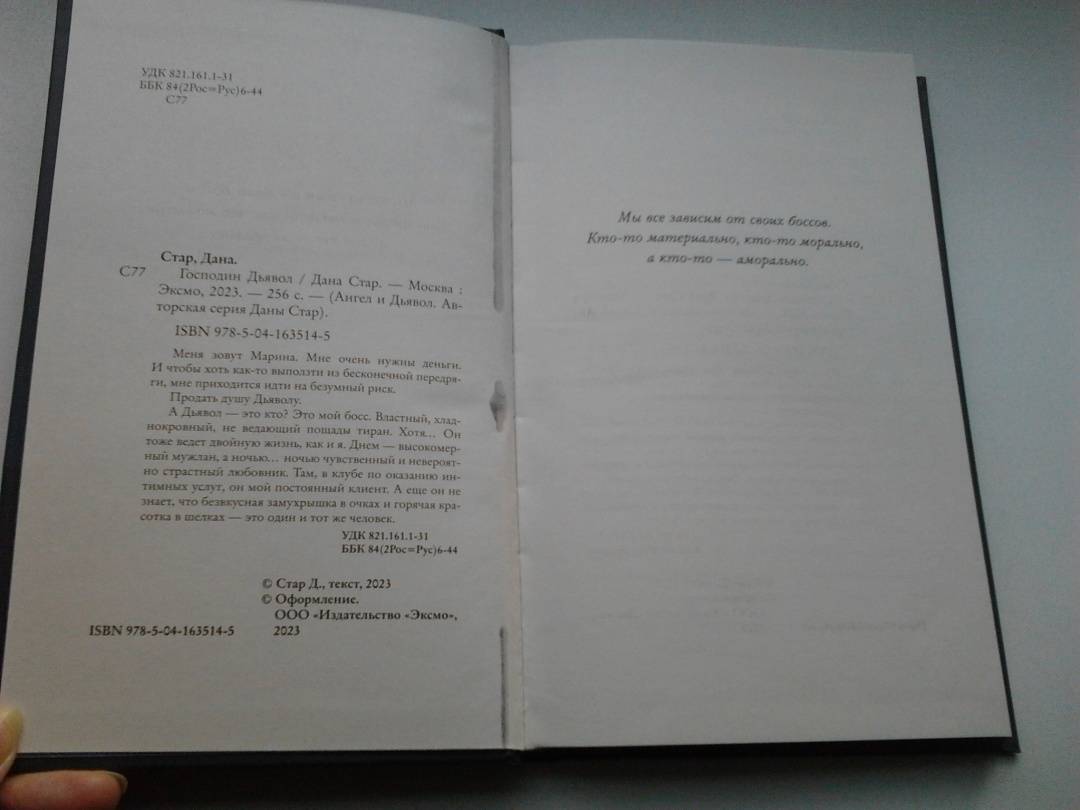 УДК 821.161.1-31
ББК 84(2Рос=Рус)6-44
С77
Стар, Дана.
С77 Господин Дьявол / Дана Стар. — Москва :
Эксмо, 2023. — 256 с. — (Ангел и Дьявол. Ав-
торская серия Даны Стар).
ISBN 978-5-04-163514-5
Меня зовут Марина. Мне очень нужны деньги.
И чтобы хоть как-то выползти из бесконечной передря-
ги, мне приходится идти на безумный риск.
Продать душу Дьяволу.
А Дьявол — это кто? Это мой босс. Властный, хлад-
нокровный, не ведающий пощады тиран. Хотя... Он
тоже ведет двойную жизнь, как и я. Днем — высокомер-
ный мужлан, а ночью... ночью чувственный и невероят-
но страстный любовник. Там, в клубе по оказанию ин-
тимных услуг, он мой постоянный клиент. А еще он не
знает, что безвкусная замухрышка в очках и горячая кра-
сотка в шелках — это один и тот же человек.
УДК 821.161.1-31
ББК 84(2Рос=Рус)6-44
© Стар Д., текст, 2023
© Оформление.
ООО «Издательство «Эксмо»,
ISBN 978-5-04-163514-5 2023
Мы все зависим от своих боссов.
Кто-то материально, кто-то морально,
а кто-то — аморально.